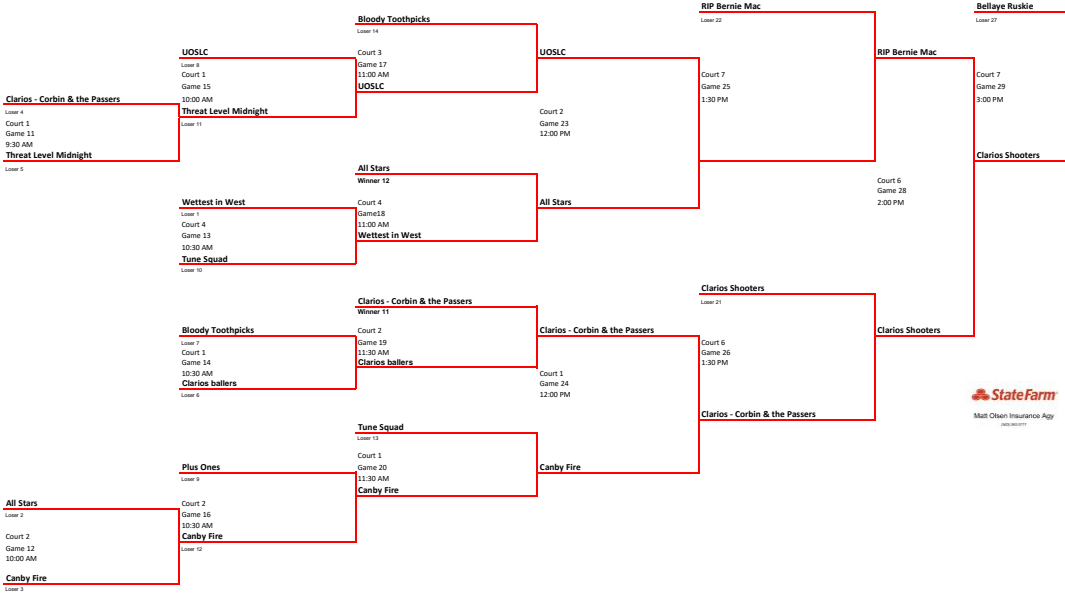 RIP Bernie Mac
Loser 22
Bellaye Ruskie
Loser 27
Bloody Toothpicks
Loser 14
UOSLC
Loser 8
Court 1
Game 15
10:00 AM
Court 3
Game 17
11:00 AM
UOSLC
UOSLC
RIP Bernie Mac
Court 7
Game 25
1:30 PM
Court 7
Game 29
3:00 PM
Clarios - Corbin & the Passers
Loser 4
Court 1
Game 11
9:30 AM
Threat Level Midnight
Loser 5
Threat Level Midnight
Loser 11
Court 2
Game 23
12:00 PM
Clarios Shooters
All Stars
Winner 12
Court 6
Game 28
2:00 PM
Wettest in West
Loser 1
Court 4
Game 13
10:30 AM
Tune Squad
Loser 10
Court 4
Game18
11:00 AM
Wettest in West
All Stars
Clarios Shooters
Loser 21
Clarios - Corbin & the Passers
Winner 11
Bloody Toothpicks
Loser 7
Court 1
Game 14
10:30 AM
Clarios ballers
Loser 6
Court 2
Game 19
11:30 AM
Clarios ballers
Clarios - Corbin & the Passers
Court 1
Game 24
12:00 PM
Court 6
Game 26
1:30 PM
Clarios Shooters
State Farm
Matt Olsen Insurance Agy
Clarios - Corbin & the Passers
Tune Squad
Loser 13
Court 1
Game 20
11:30 AM
Canby Fire
Canby Fire
Plus Ones
Loser 9
Court 2
Game 16
10:30 AM
Canby Fire
Loser 12
All Stars
Loser 2
Court 2
Game 12
10:00 AM
Canby Fire
Loser 3